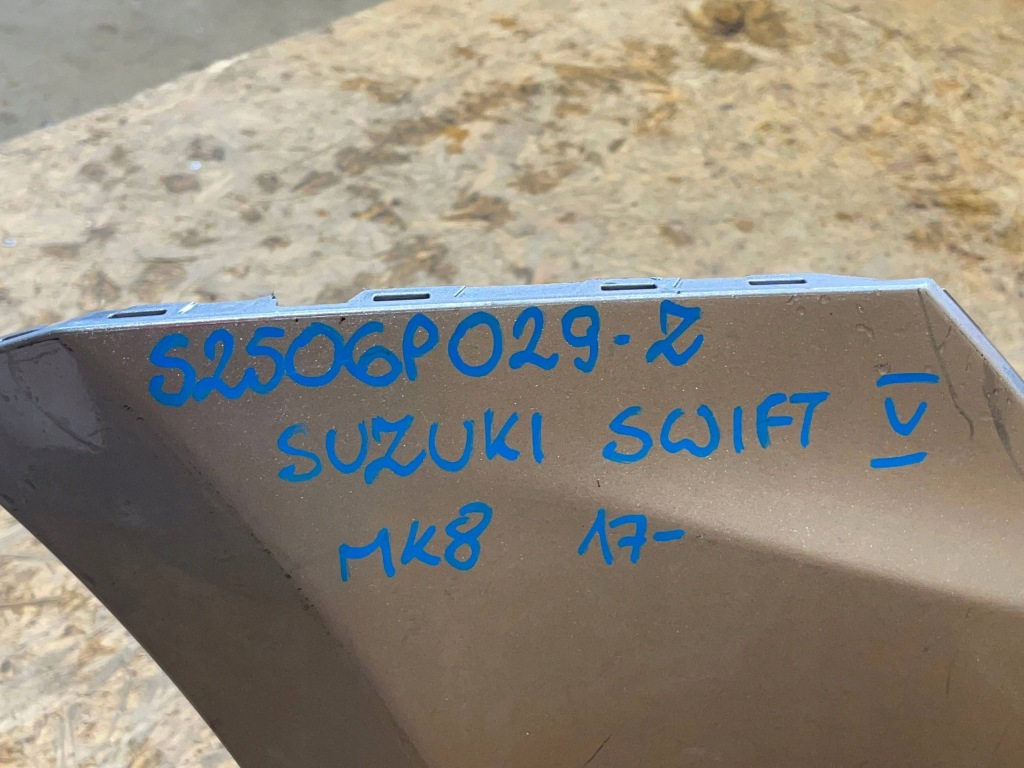 S2506P029-Z
SUZUKI SWIFT V
MK8 17-